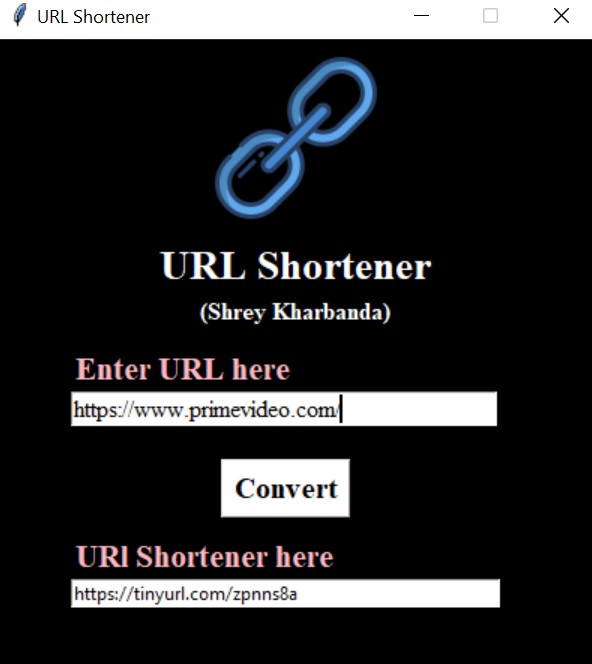 URL Shortener
URL Shortener
(Shrey Kharbanda)
Enter URL here
https://www.primevideo.com/
Convert
URl Shortener here
https://tinyurl.com/zpnns8a